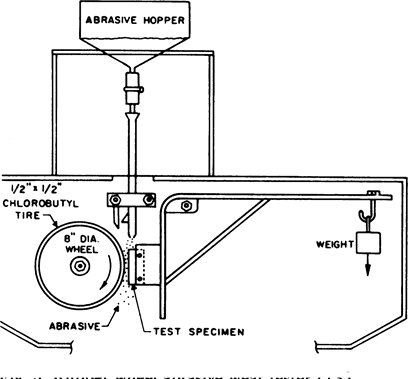 ABRASIVE HOPPER
1/2" x 1/2"
CHLOROBUTYL
TIRE
8" DIA.
WHEEL
WEIGHT
ABRASIVE
TEST SPECIMEN